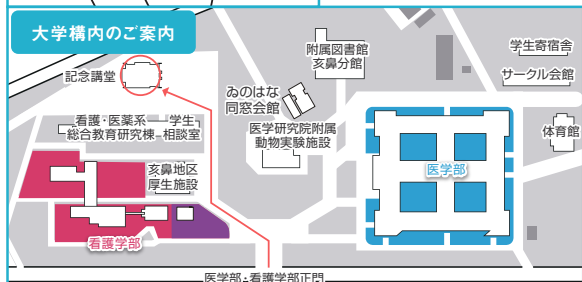 大学構内のご案内
附属図書館
亥鼻分館
学生寄宿舎
サークル会館
記念講堂
ゐのはな
同窓会館
看護・医薬系
総合教育研究棟
学生
相談室
医学研究院附属
動物実験施設
体育館
医学部
亥鼻地区
厚生施設
看護学部
医学部・看護学部正門